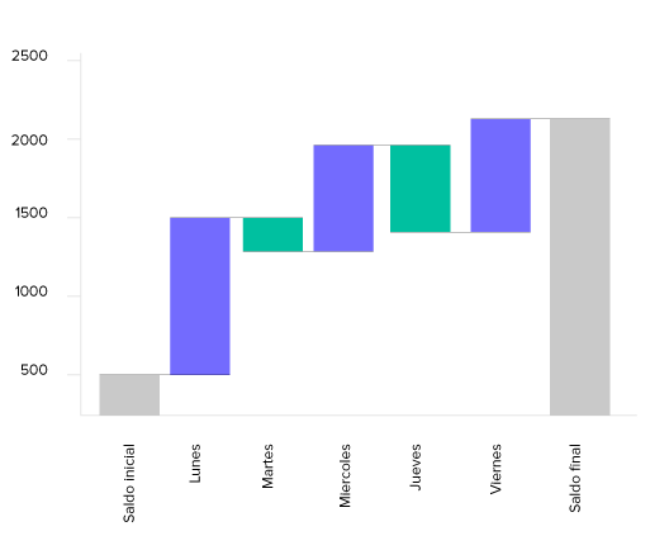 2500
2000
1500
1000
500
Saldo inicial
Lunes
Martes
Miercoles
Jueves
Viernes
Saldo final